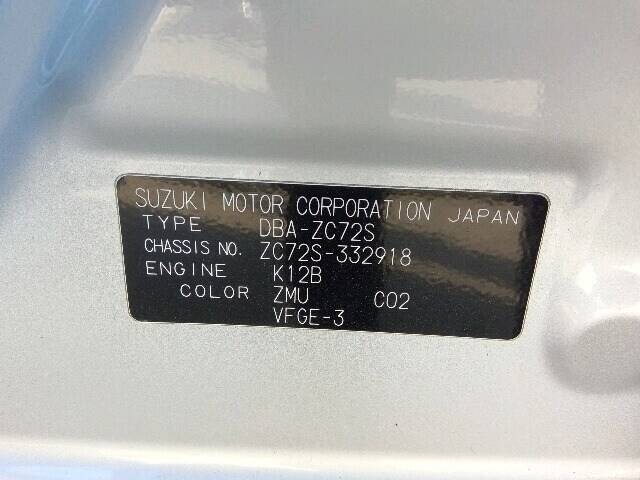 SUZUKI MOTOR CORPORATION JAPAN
TYPE DBA-ZC72S
CHASSIS NO. ZC72S-332918
ENGINE K12B
COLOR ZMU C02
VFGE-3